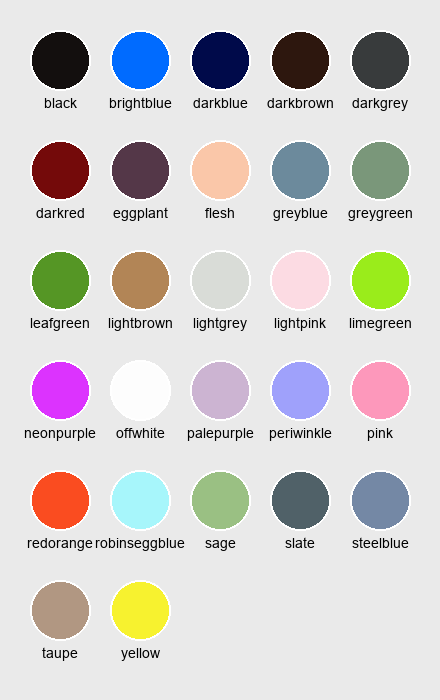 black brightblue darkblue darkbrown darkgrey
darkred eggplant flesh greyblue greygreen
leafgreen lightbrown lightgrey lightpink limegreen
neonpurple offwhite palepurple periwinkle pink
redorange robinseggblue sage slate steelblue
taupe yellow